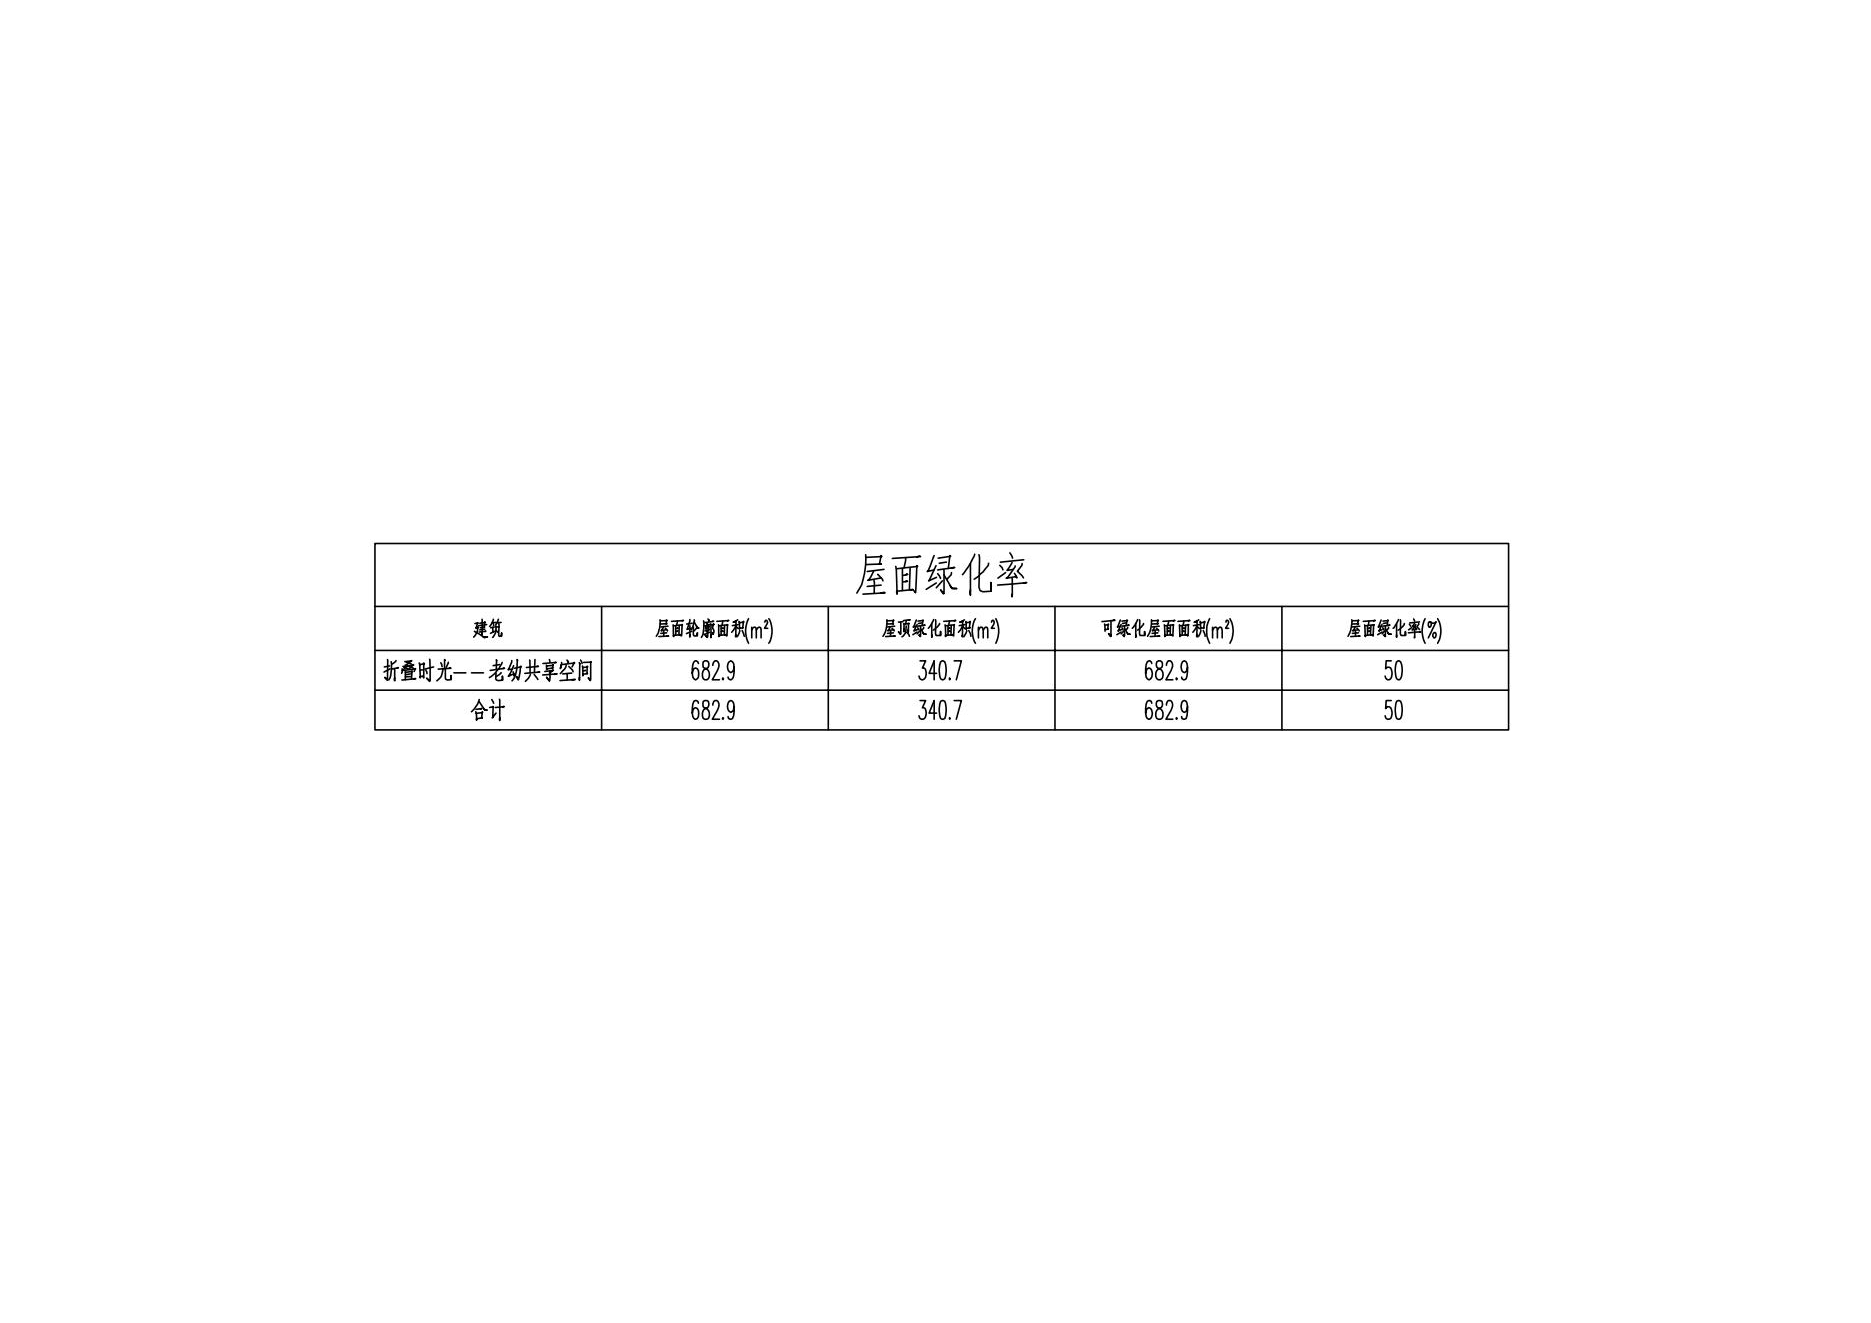 屋面绿化率
建筑 屋面轮廓面积(m²) 屋顶绿化面积(m²) 可绿化屋面面积(m²) 屋面绿化率(%)
折叠时光——老幼共享空间 682.9 340.7 682.9 50
合计 682.9 340.7 682.9 50